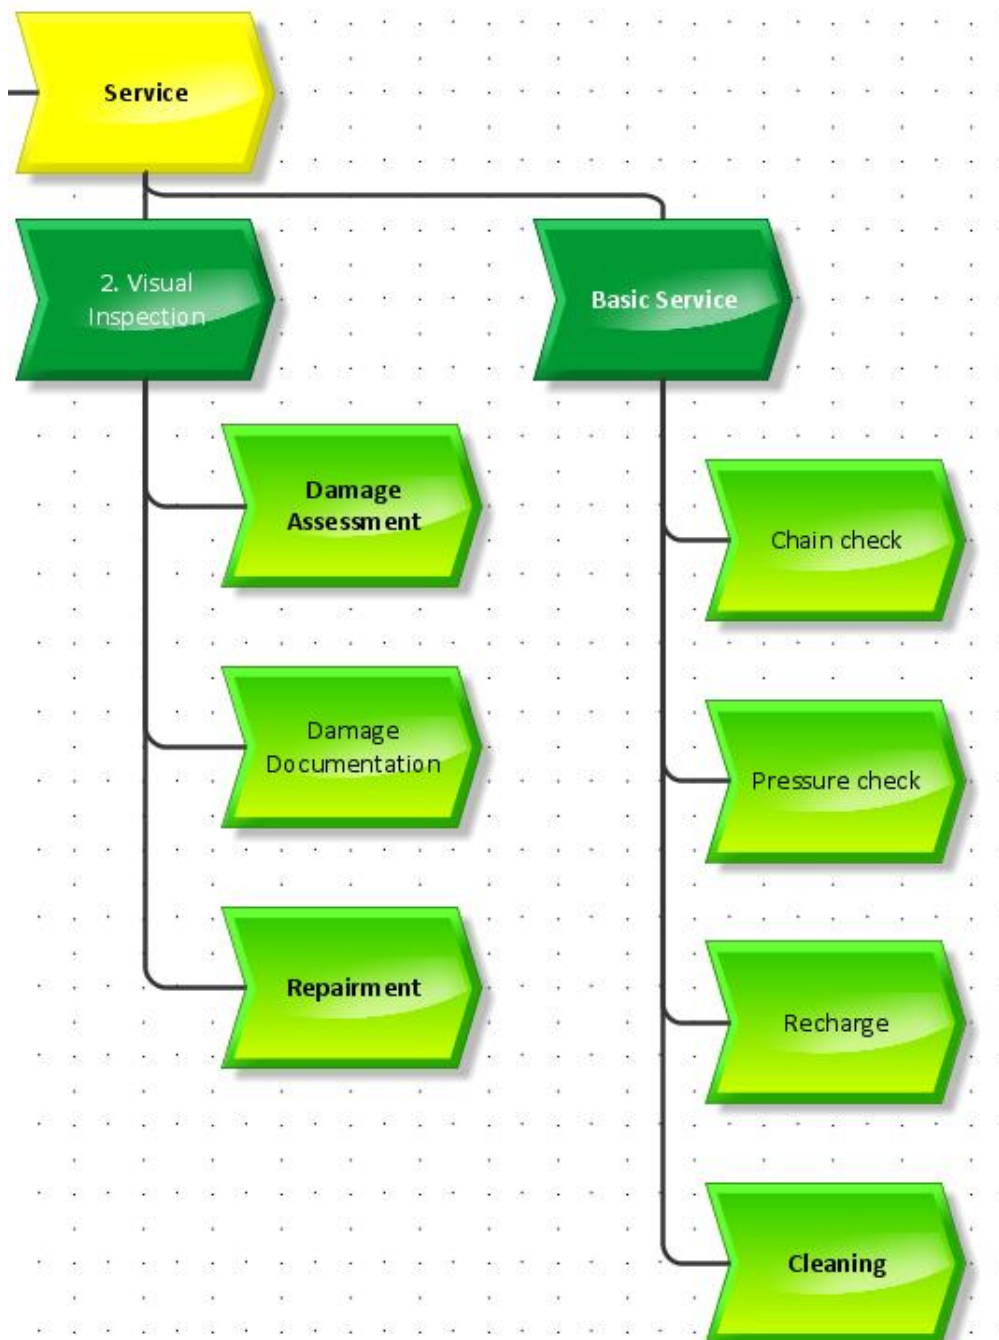 Service
2. Visual
Inspection
Basic Service
Damage
Assessment
Chain check
Damage
Documentation
Pressure check
Repairment
Recharge
Cleaning